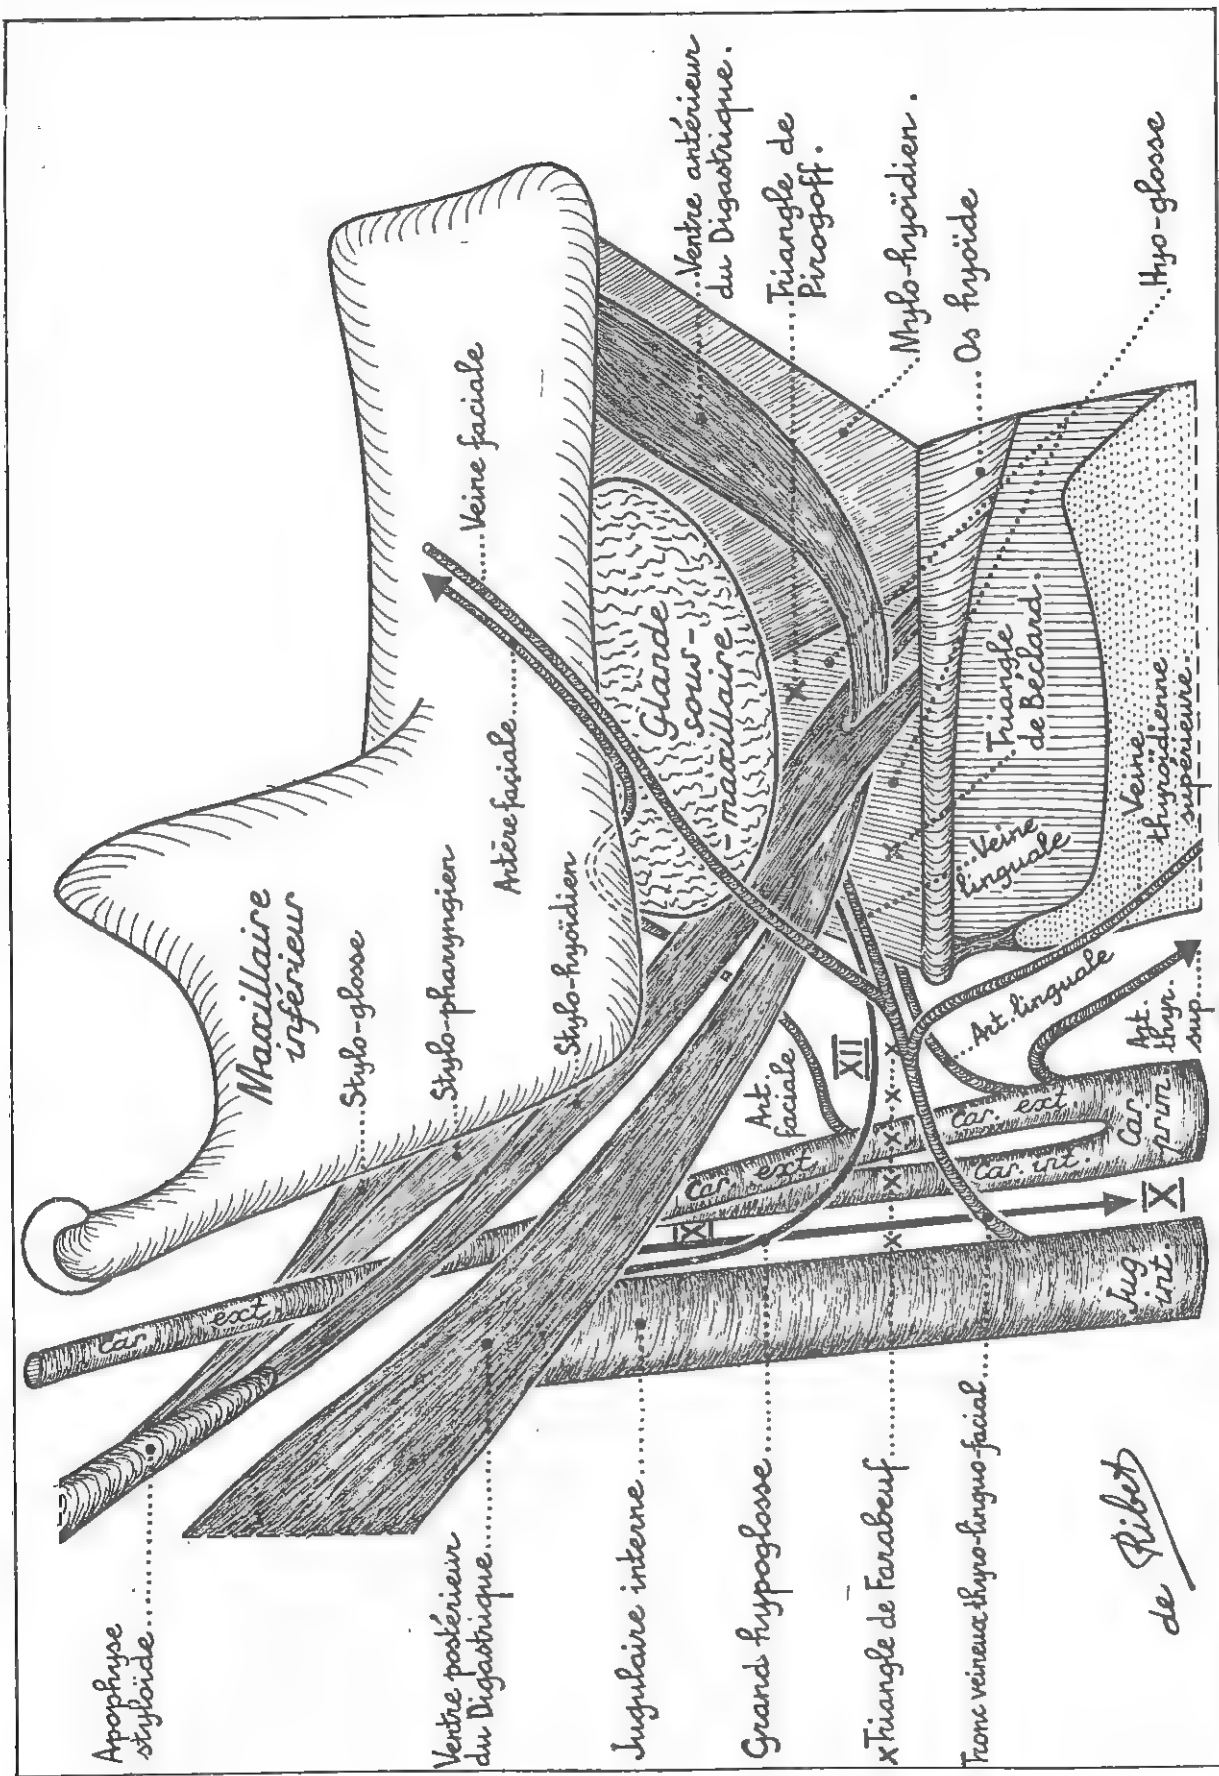 Apophyse
styloïde
Ventre postérieur
du Digastrique
Jugulaire interne
Grand hypoglosse
xTriangle de Farabeuf
Tronc veineux thyro-linguo-facial
de Ribet
Maxillaire
inférieur
Stylo-glosse
Stylo-pharyngien
Artère faciale
Stylo-hyoïdien
Veine faciale
car ext
Glande
sous-
-maxillaire
Car ext
XI
Art.
faciale
XII
Car. ext
Car. int.
Car
prim
Jug
int.
X
Veine
linguale
Art. linguale
Art.
thyr.
sup
Triangle
de Béclard.
Veine
thyroïdienne
supérieure.
Ventre antérieur
du Digastrique.
Triangle de
Pirogoff.
Mylo-hyoïdien.
Os hyoïde
Hyo-glosse